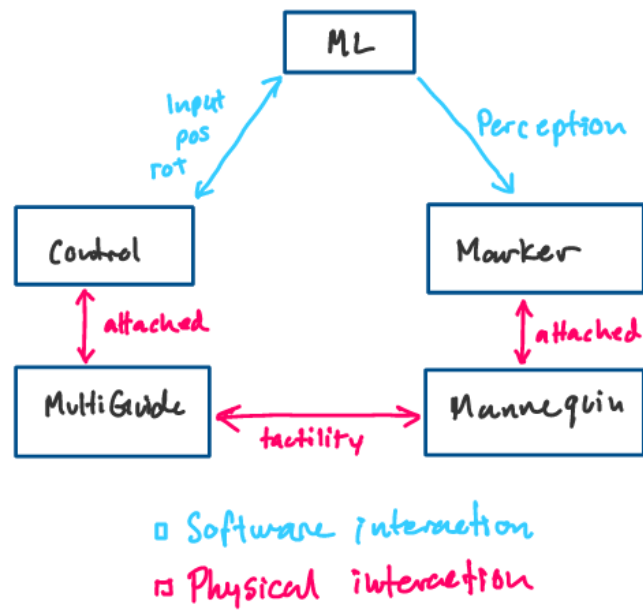 ML
Input
pos
rot
Perception
Control
Marker
attached
attached
MultiGuide
Mannequin
tactility
Software interaction
Physical interaction